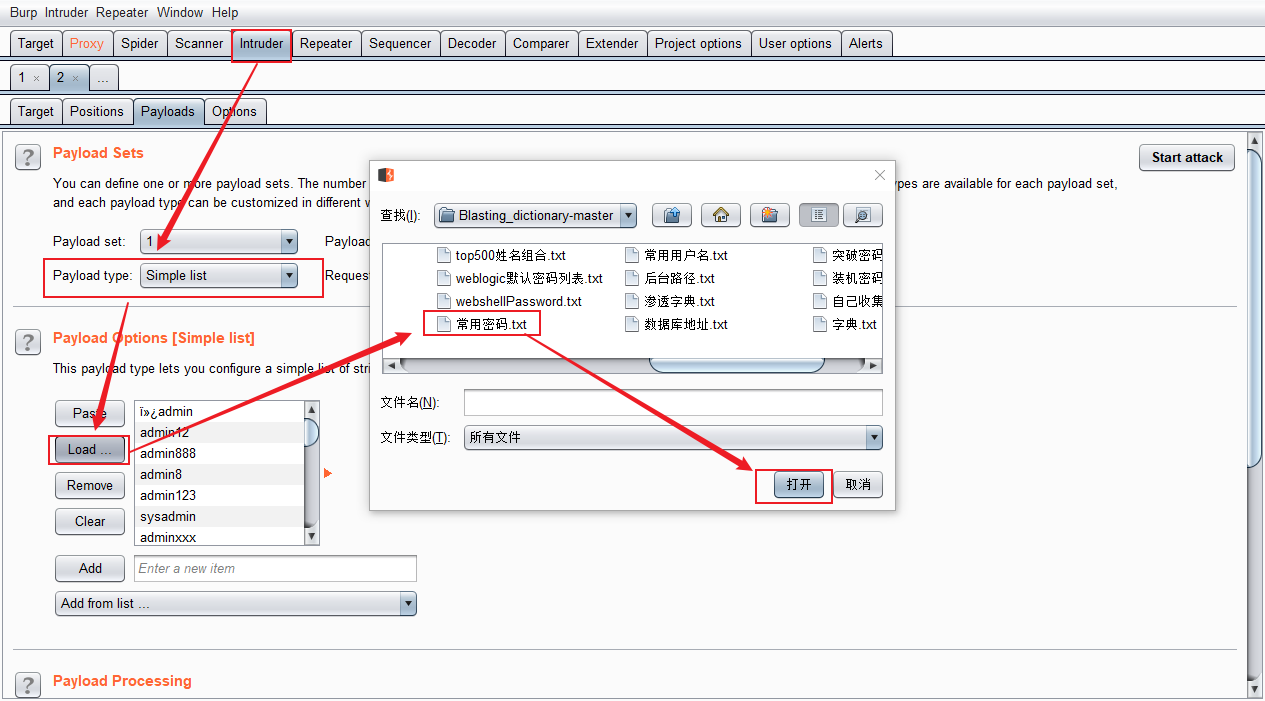 Burp Intruder Repeater Window Help
Target Proxy Spider Scanner Intruder Repeater Sequencer Decoder Comparer Extender Project options User options Alerts
1 × 2 × ...
Target Positions Payloads Options
? Payload Sets
Start attack
You can define one or more payload sets. The number
ypes are available for each payload set,
and each payload type can be customized in different w
Payload set: 1
Payload
Payload type: Simple list
Reques
? Payload Options [Simple list]
This payload type lets you configure a simple list of stri
Paste
Load ...
Remove
Clear
ï»¿admin
admin12
admin888
admin8
admin123
sysadmin
adminxxx
Add
Enter a new item
Add from list ...
? Payload Processing
查找(I): Blasting_dictionary-master
top500姓名组合.txt
weblogic默认密码列表.txt
webshellPassword.txt
常用密码.txt
常用用户名.txt
后台路径.txt
渗透字典.txt
数据库地址.txt
突破密码
装机密码
自己收集
字典.txt
文件名(N):
文件类型(T): 所有文件
打开 取消